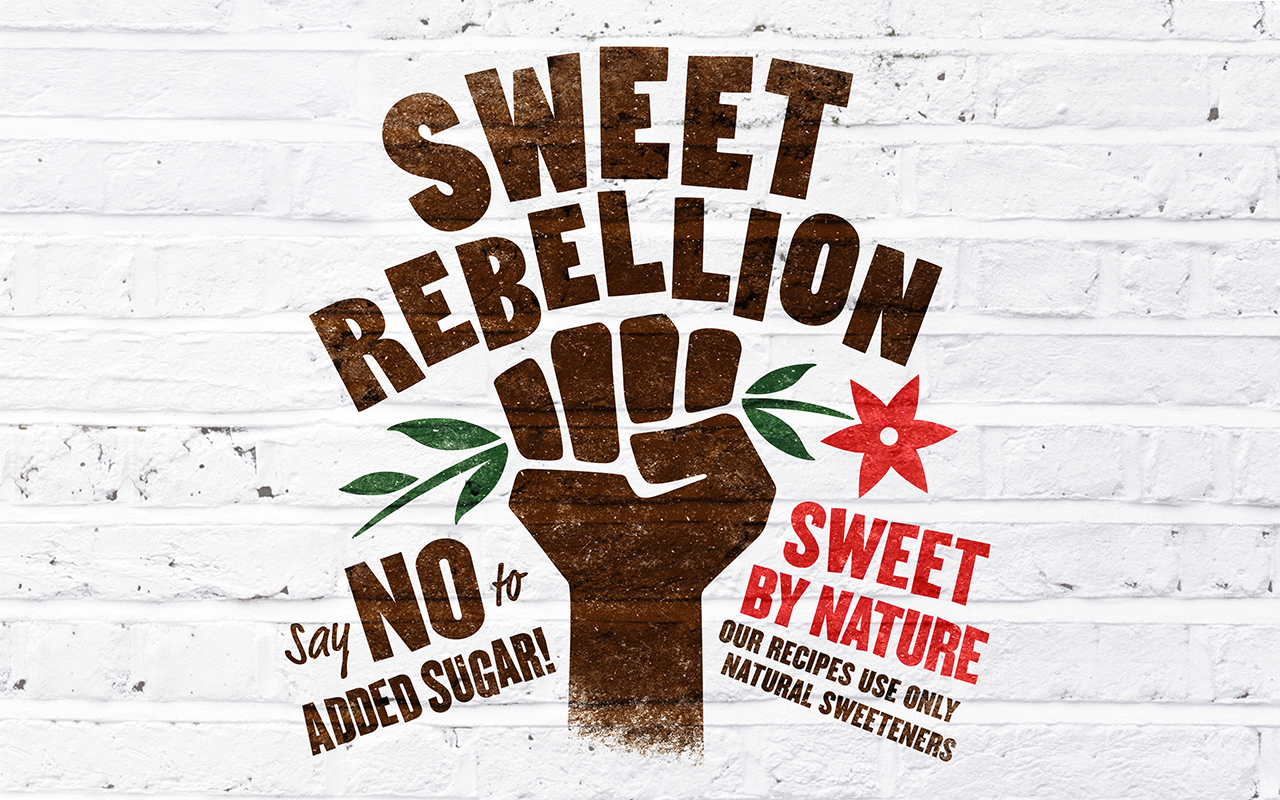 SWEET
REBELLION
Say NO to
ADDED SUGAR!
SWEET
BY NATURE
OUR RECIPES USE ONLY
NATURAL SWEETENERS